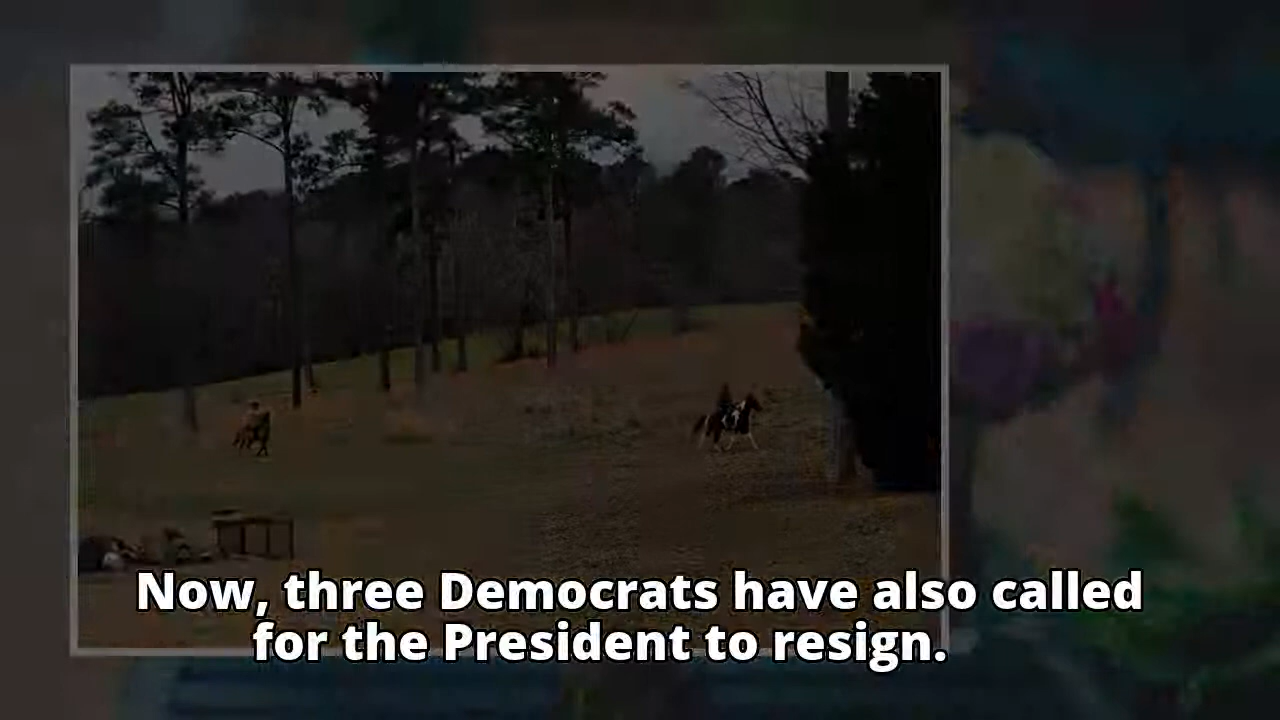 Now, three Democrats have also called
for the President to resign.